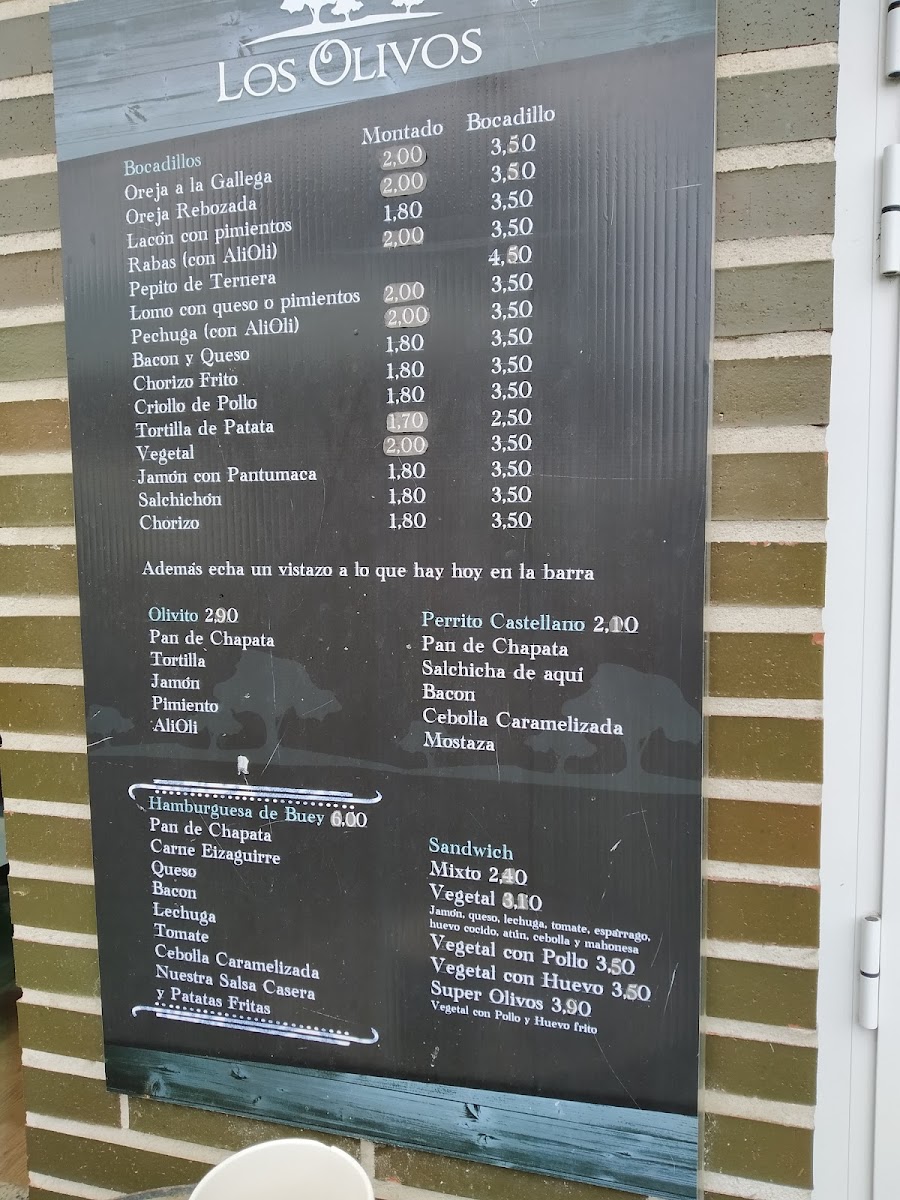 LOS OLIVOS
Bocadillos Montado Bocadillo
Oreja a la Gallega 2,00 3,50
Oreja Rebozada 2,00 3,50
Lacón con pimientos 1,80 3,50
Rabas (con AliOli) 2,00 3,50
Pepito de Ternera 4,50
Lomo con queso o pimientos 2,00 3,50
Pechuga (con AliOli) 2,00 3,50
Bacon y Queso 1,80 3,50
Chorizo Frito 1,80 3,50
Criollo de Pollo 1,80 3,50
Tortilla de Patata 1,70 2,50
Vegetal 2,00 3,50
Jamón con Pantumaca 1,80 3,50
Salchichón 1,80 3,50
Chorizo 1,80 3,50
Además echa un vistazo a lo que hay hoy en la barra
Olivito 2,90
Pan de Chapata
Tortilla
Jamón
Pimiento
AliOli
Perrito Castellano
Pan de Chapata
Salchicha de aquí
Bacon
Cebolla Caramelizada
Mostaza
Hamburguesa de Buey 6,00
Pan de Chapata
Carne Eizaguirre
Queso
Bacon
Lechuga
Tomate
Cebolla Caramelizada
Nuestra Salsa Casera
y Patatas Fritas
Sandwich
Mixto 2,40
Vegetal 3,10
Jamón, queso, lechuga, tomate, espárrago,
huevo cocido, atún, cebolla y mahonesa
Vegetal con Pollo 3,50
Vegetal con Huevo 3,50
Super Olivos 3,90
Vegetal con Pollo y Huevo frito